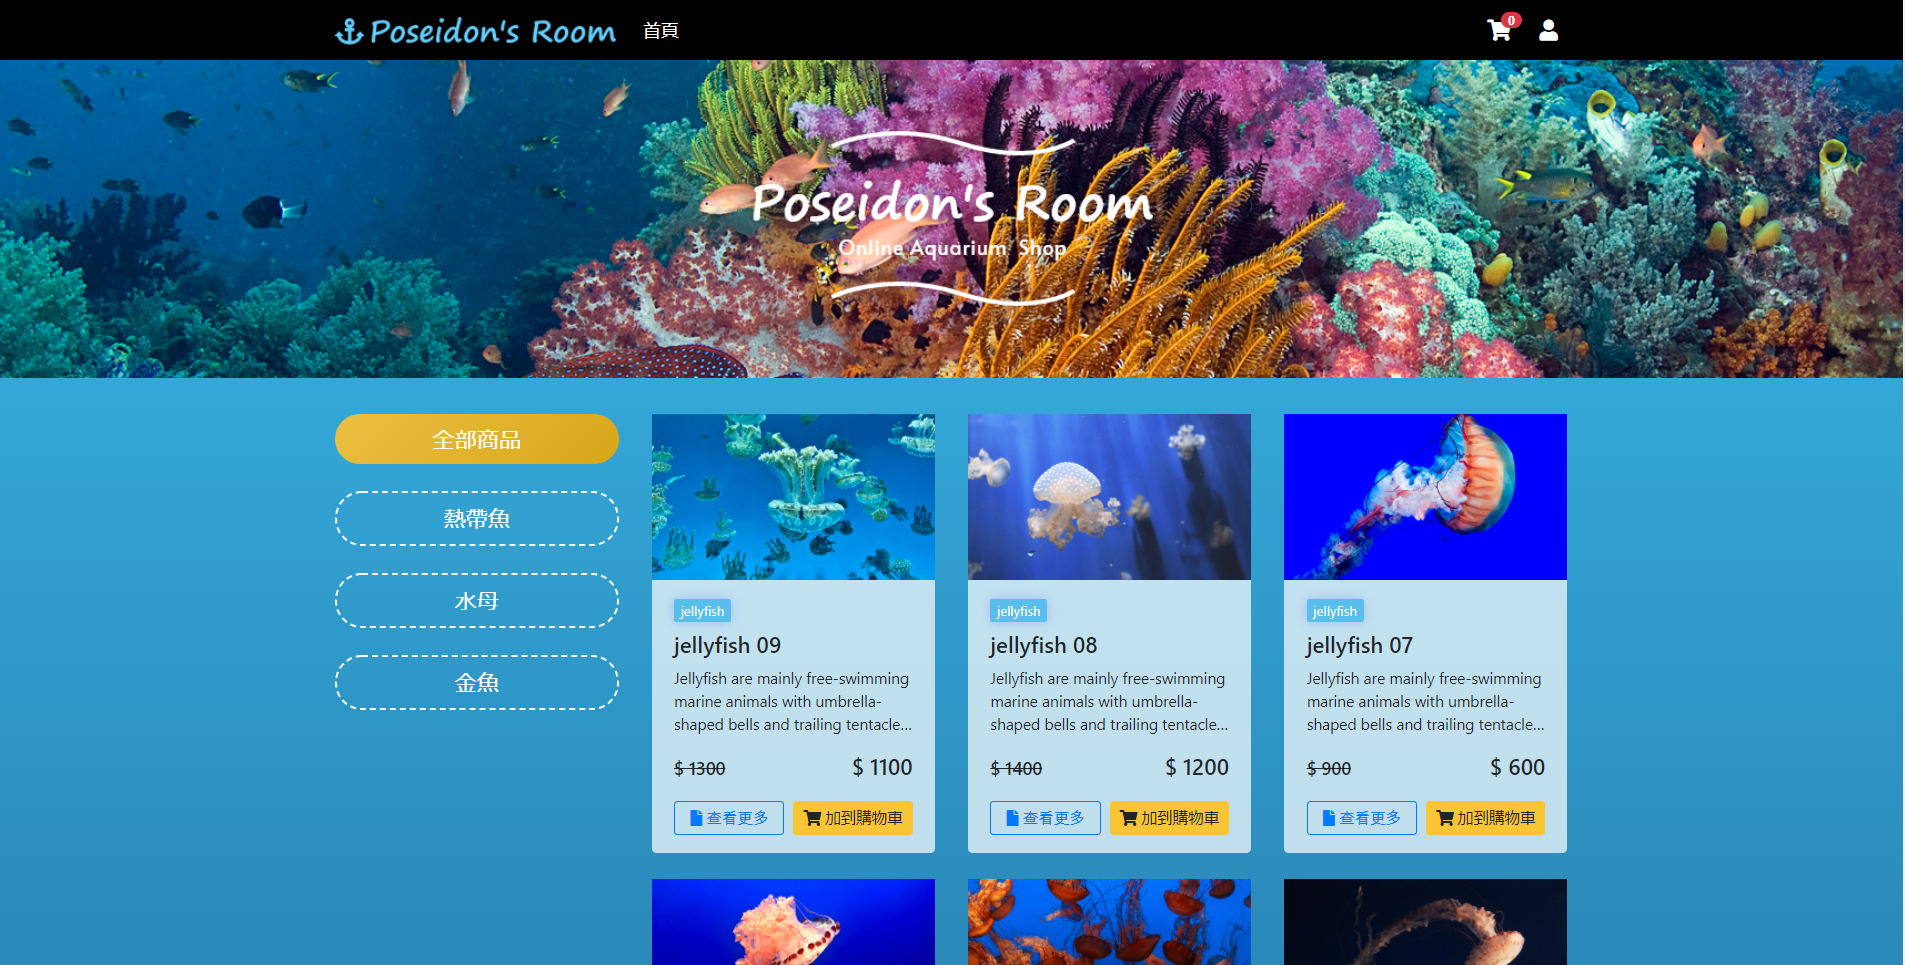 Poseidon's Room
首頁
0
Poseidon's Room
Online Aquarium Shop
全部商品
熱帶魚
水母
金魚
jellyfish
jellyfish 09
Jellyfish are mainly free-swimming
marine animals with umbrella-
shaped bells and trailing tentacle...
$ 1300 $ 1100
查看更多 加到購物車
jellyfish
jellyfish 08
Jellyfish are mainly free-swimming
marine animals with umbrella-
shaped bells and trailing tentacle...
$ 1400 $ 1200
查看更多 加到購物車
jellyfish
jellyfish 07
Jellyfish are mainly free-swimming
marine animals with umbrella-
shaped bells and trailing tentacle...
$ 900 $ 600
查看更多 加到購物車